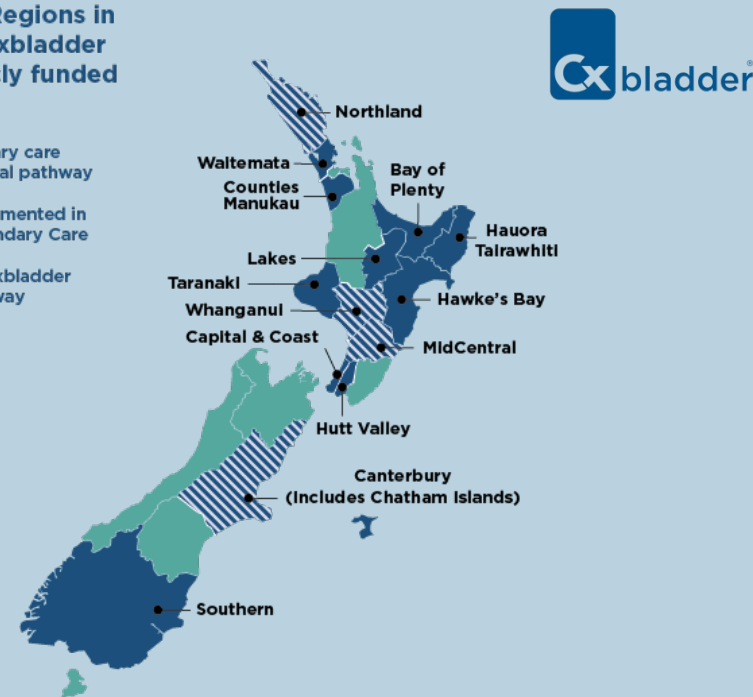 Regions in
xbladder
ly funded
ary care
al pathway
mented in
ndary Care
xbladder
way
Cx bladder®
Northland
Waitemata
Counties
Manukau
Bay of
Plenty
Hauora
Tairawhiti
Lakes
Taranaki
Hawke's Bay
Whanganui
Capital & Coast
MidCentral
Hutt Valley
Canterbury
(Includes Chatham Islands)
Southern